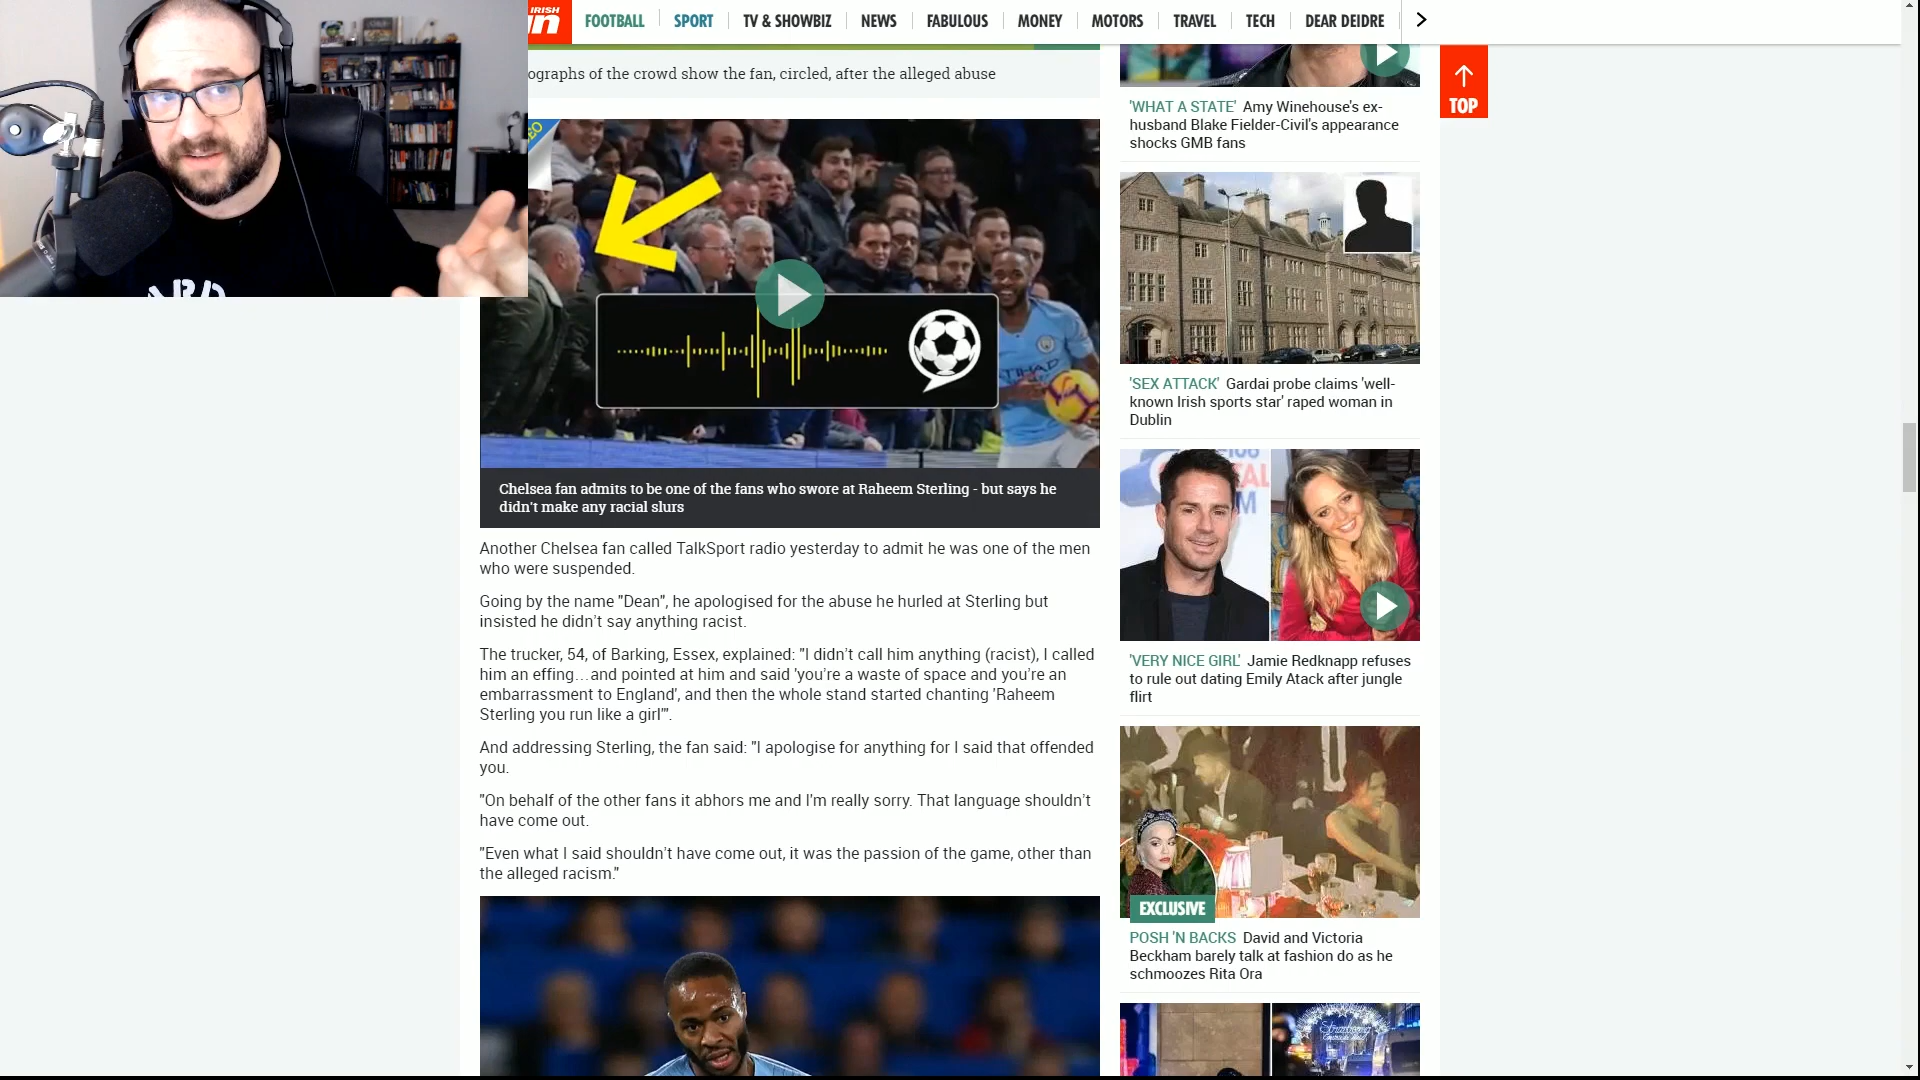 IRISH
FOOTBALL SPORT TV & SHOWBIZ NEWS FABULOUS MONEY MOTORS TRAVEL TECH DEAR DEIDRE
ographs of the crowd show the fan, circled, after the alleged abuse
ETIHAD
Chelsea fan admits to be one of the fans who swore at Raheem Sterling - but says he
didn't make any racial slurs
Another Chelsea fan called TalkSport radio yesterday to admit he was one of the men
who were suspended.
Going by the name "Dean", he apologised for the abuse he hurled at Sterling but
insisted he didn't say anything racist.
The trucker, 54, of Barking, Essex, explained: "I didn't call him anything (racist), I called
him an effing…and pointed at him and said 'you're a waste of space and you're an
embarrassment to England', and then the whole stand started chanting 'Raheem
Sterling you run like a girl'".
And addressing Sterling, the fan said: "I apologise for anything for I said that offended
you.
"On behalf of the other fans it abhors me and I'm really sorry. That language shouldn't
have come out.
"Even what I said shouldn't have come out, it was the passion of the game, other than
the alleged racism."
TOP
'WHAT A STATE' Amy Winehouse's ex-
husband Blake Fielder-Civil's appearance
shocks GMB fans
'SEX ATTACK' Gardai probe claims 'well-
known Irish sports star' raped woman in
Dublin
'VERY NICE GIRL' Jamie Redknapp refuses
to rule out dating Emily Atack after jungle
flirt
EXCLUSIVE
POSH 'N BACKS David and Victoria
Beckham barely talk at fashion do as he
schmoozes Rita Ora